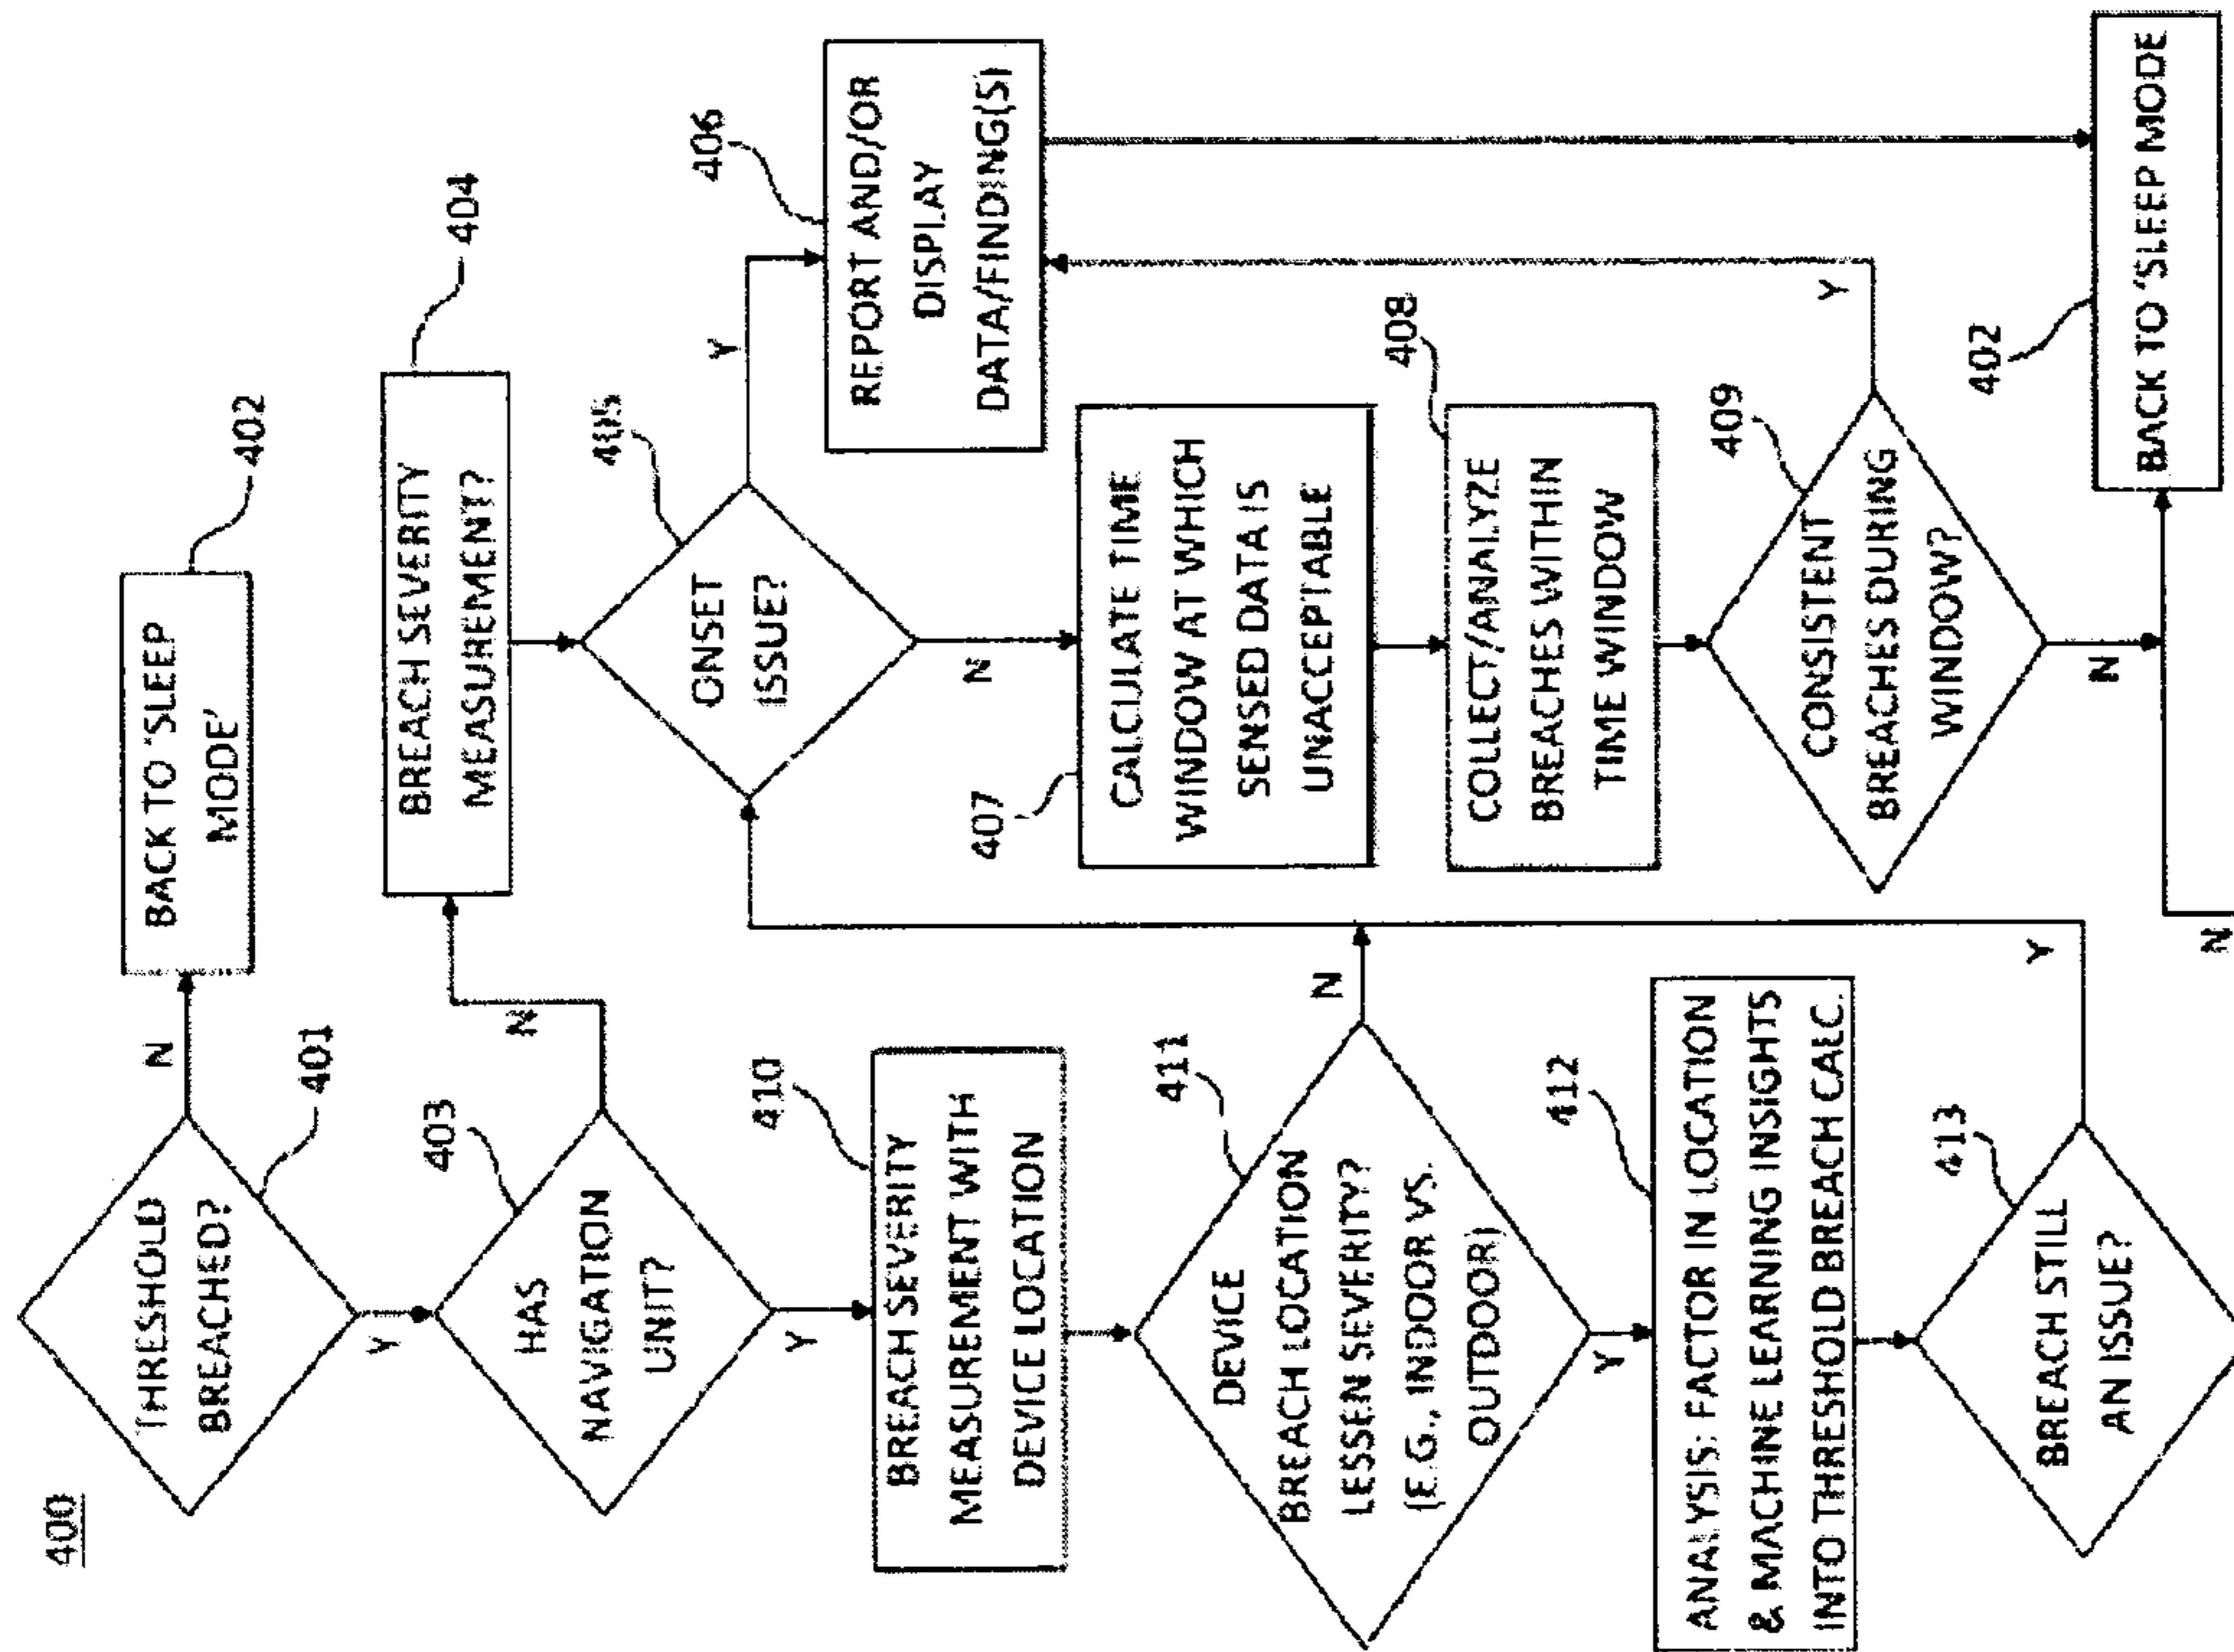 400
THRESHOLD
BREACHED?
401
N
BACK TO 'SLEEP
MODE'
402
Y
HAS
NAVIGATION
UNIT?
403
N
BREACH SEVERITY
MEASUREMENT?
404
Y
BREACH SEVERITY
MEASUREMENT WITH
DEVICE LOCATION
410
ONSET
ISSUE?
405
Y
REPORT AND/OR
DISPLAY
DATA/FINDING(S)
406
N
DEVICE
BREACH LOCATION
LESSEN SEVERITY?
(E.G., INDOOR VS.
OUTDOOR)
411
N
CALCULATE TIME
WINDOW AT WHICH
SENSED DATA IS
UNACCEPTABLE
407
COLLECT/ANALYZE
BREACHES WITHIN
TIME WINDOW
408
Y
ANALYSIS: FACTOR IN LOCATION
& MACHINE LEARNING INSIGHTS
INTO THRESHOLD BREACH CALC.
412
CONSISTENT
BREACHES DURING
WINDOW?
409
Y
BREACH STILL
AN ISSUE?
413
Y
N
N
BACK TO 'SLEEP MODE
402